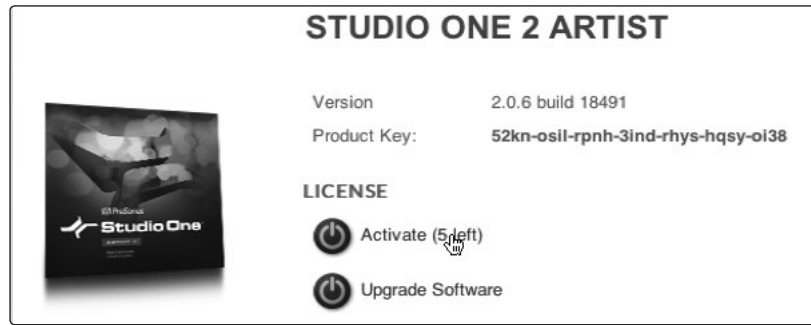 STUDIO ONE 2 ARTIST
Version 2.0.6 build 18491
Product Key: 52kn-osil-rpnh-3ind-rhys-hqsy-oi38
PreSonus
Studio One
LICENSE
Activate (5 left)
Upgrade Software